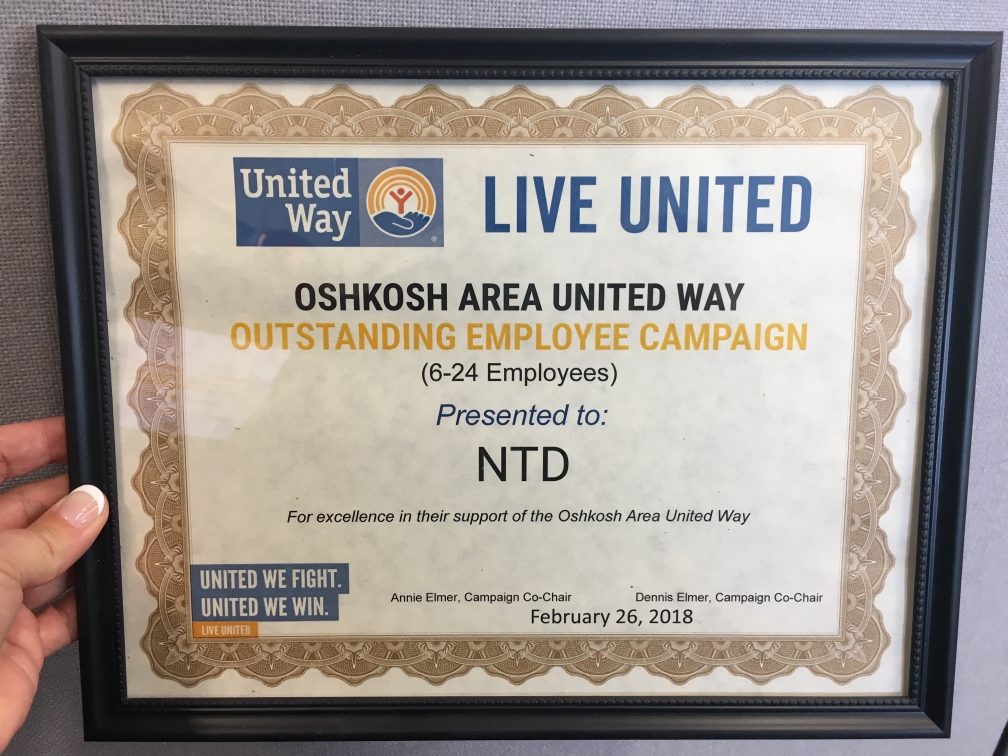 United
Way
LIVE UNITED
OSHKOSH AREA UNITED WAY
OUTSTANDING EMPLOYEE CAMPAIGN
(6-24 Employees)
Presented to:
NTD
For excellence in their support of the Oshkosh Area United Way
UNITED WE FIGHT.
UNITED WE WIN.
LIVE UNITED
Annie Elmer, Campaign Co-Chair
Dennis Elmer, Campaign Co-Chair
February 26, 2018